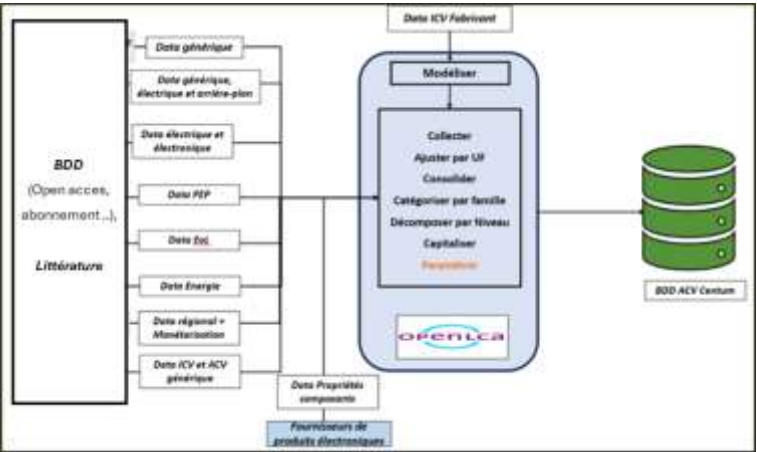 Data ICV Fabricant
BDD
(Open acces,
abonnement ..),
Littérature
Data générique
Data générique,
électrique et arrière-plan
Data électrique et
électronique
Data PEP
Data EoL
Data Energie
Data régional +
Monétarisation
Data ICV et ACV
générique
Modéliser
Collecter
Ajuster par UF
Consolider
Catégoriser par famille
Décomposer par Niveau
Capitaliser
Paramétrer
openLCA
BDD ACV Centum
Data Propriétés
composants
Fournisseurs de
produits électroniques